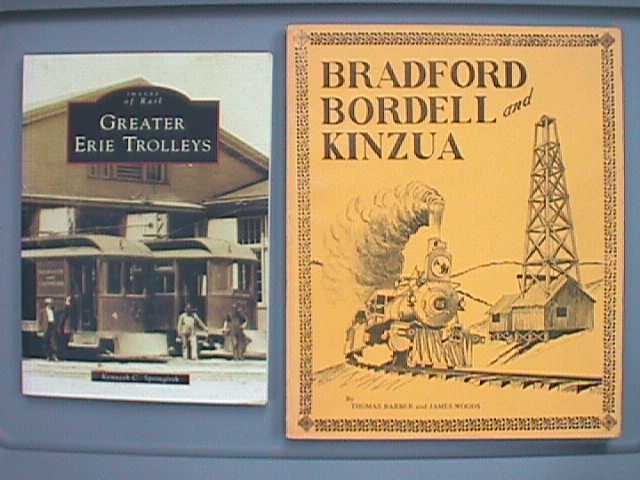 IMAGES
of Rail
GREATER
ERIE TROLLEYS
Kenneth C. Springirth
BRADFORD
BORDELL and
KINZUA
By
THOMAS BARBER and JAMES WOODS